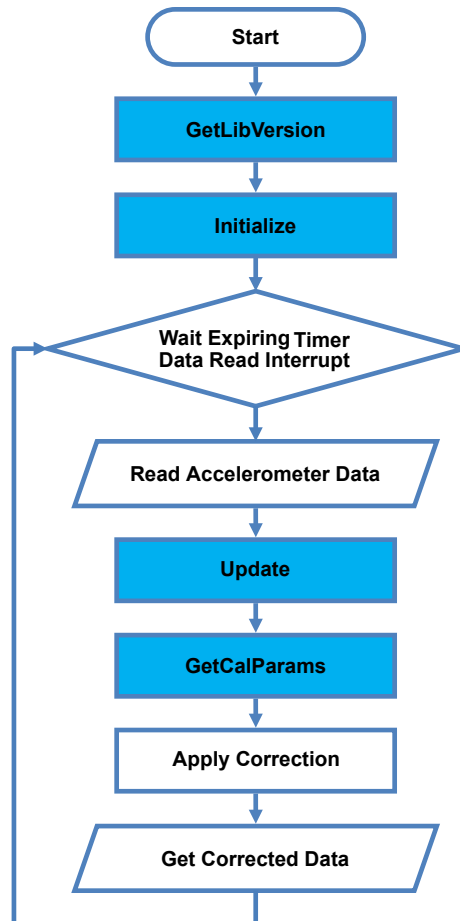 Start
GetLibVersion
Initialize
Wait Expiring Timer
Data Read Interrupt
Read Accelerometer Data
Update
GetCalParams
Apply Correction
Get Corrected Data